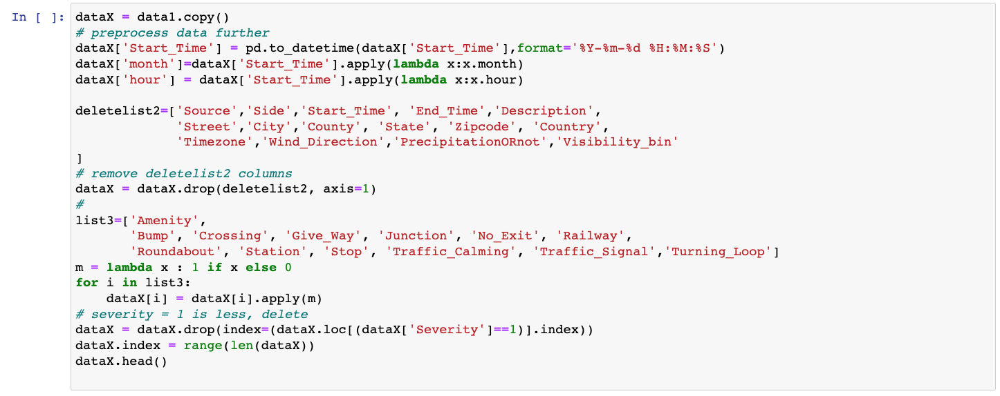 In [ ]: dataX = data1.copy()
# preprocess data further
dataX['Start_Time'] = pd.to_datetime(dataX['Start_Time'],format='%Y-%m-%d %H:%M:%S')
dataX['month']=dataX['Start_Time'].apply(lambda x:x.month)
dataX['hour'] = dataX['Start_Time'].apply(lambda x:x.hour)

deletelist2=['Source','Side','Start_Time', 'End_Time','Description',
             'Street','City','County', 'State', 'Zipcode', 'Country',
             'Timezone','Wind_Direction','PrecipitationORnot','Visibility_bin'
]
# remove deletelist2 columns
dataX = dataX.drop(deletelist2, axis=1)
#
list3=['Amenity',
       'Bump', 'Crossing', 'Give_Way', 'Junction', 'No_Exit', 'Railway',
       'Roundabout', 'Station', 'Stop', 'Traffic_Calming', 'Traffic_Signal','Turning_Loop']
m = lambda x : 1 if x else 0
for i in list3:
    dataX[i] = dataX[i].apply(m)
# severity = 1 is less, delete
dataX = dataX.drop(index=(dataX.loc[(dataX['Severity']==1)].index))
dataX.index = range(len(dataX))
dataX.head()